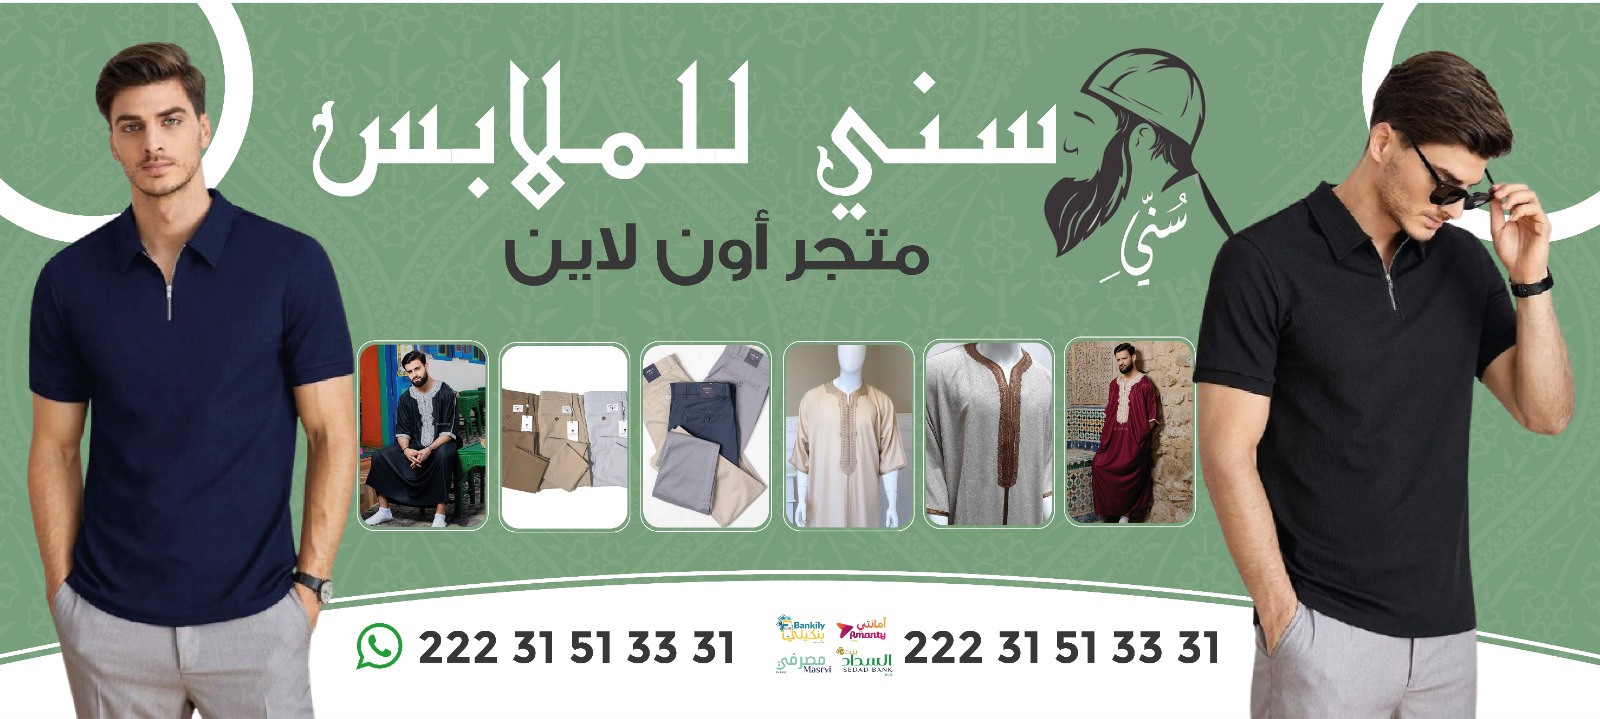 سني للملابس
سُنيِّ
متجر أون لاين
222 31 51 33 31
Bankily
بنكيلي
أمانتي
Amanty
مصرفي
Masrvi
السداد
SEDAD BANK
222 31 51 33 31